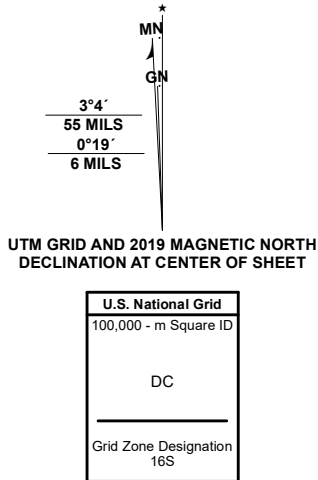 MN
GN
3°4´
55 MILS
0°19´
6 MILS
UTM GRID AND 2019 MAGNETIC NORTH
DECLINATION AT CENTER OF SHEET
U.S. National Grid
100,000 - m Square ID
DC
Grid Zone Designation
16S